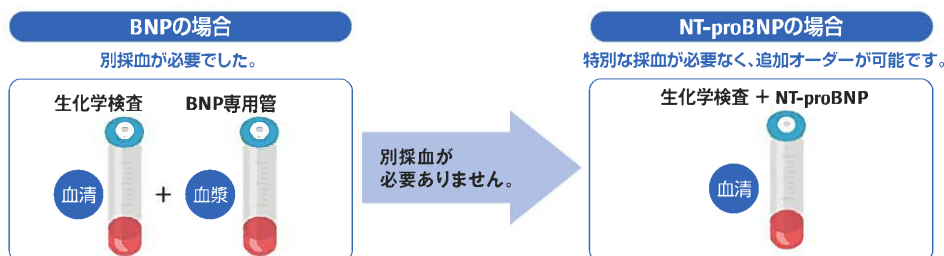 BNPの場合
別採血が必要でした。
生化学検査
BNP専用管
血清
+
血漿
別採血が
必要ありません。
NT-proBNPの場合
特別な採血が必要なく、追加オーダーが可能です。
生化学検査 + NT-proBNP
血清